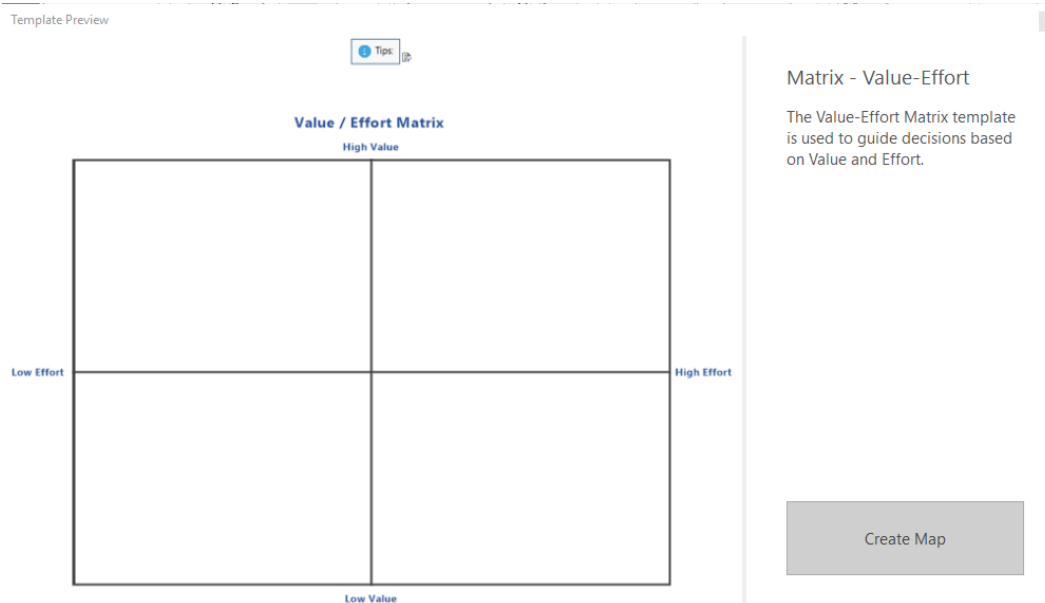 Template Preview
Tips:
Value / Effort Matrix
High Value
Low Effort
High Effort
Low Value
Matrix - Value-Effort
The Value-Effort Matrix template
is used to guide decisions based
on Value and Effort.
Create Map